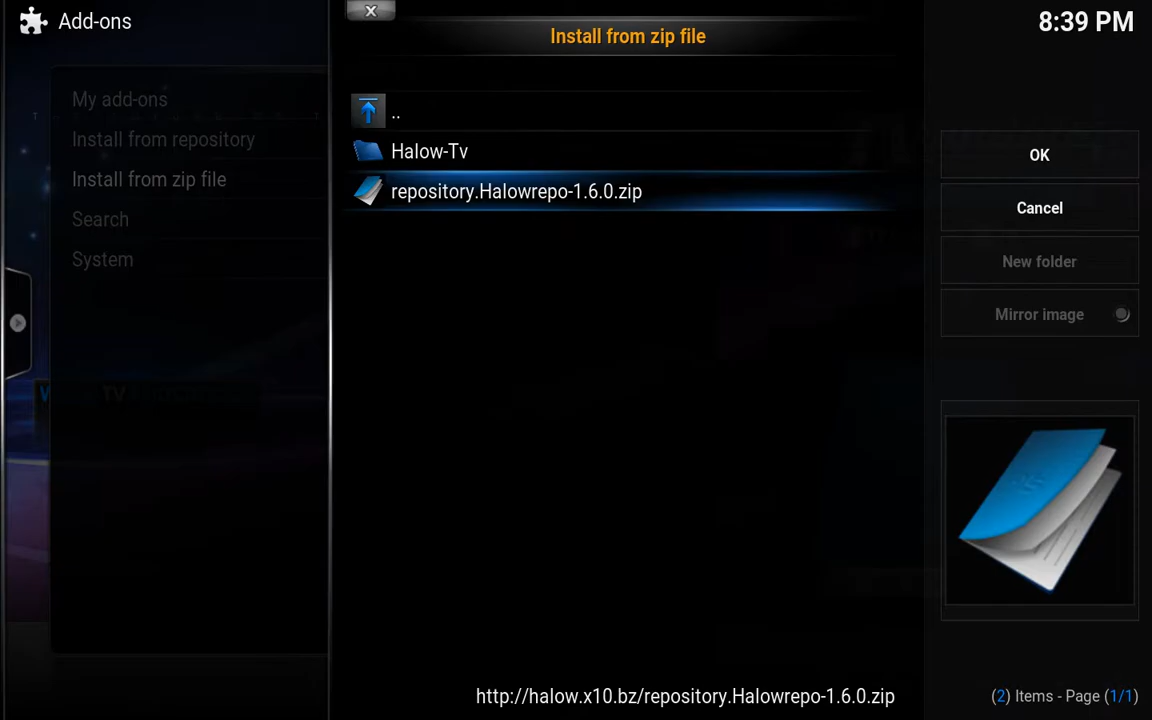 Add-ons
8:39 PM
Install from zip file
My add-ons
Install from repository
Install from zip file
Search
System
..
Halow-Tv
repository.Halowrepo-1.6.0.zip
OK
Cancel
New folder
Mirror image
TV
http://halow.x10.bz/repository.Halowrepo-1.6.0.zip
(2) Items - Page (1/1)